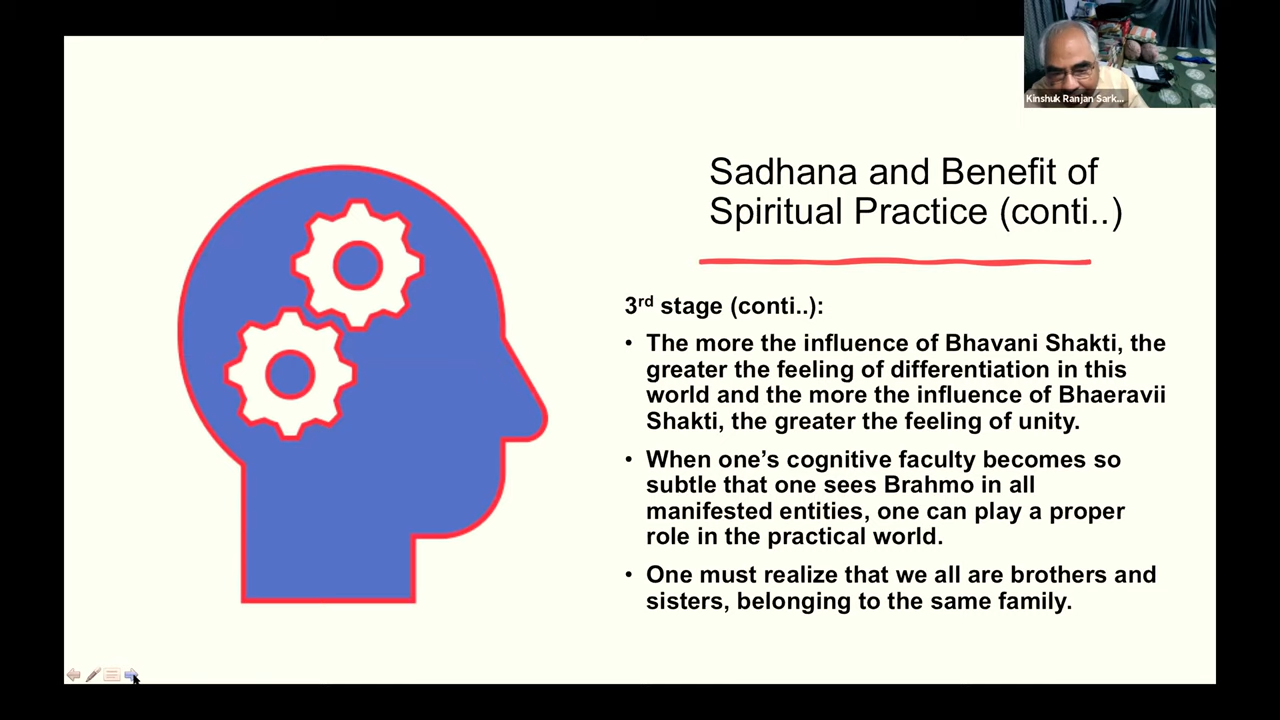 Kinshuk Ranjan Sark...
Sadhana and Benefit of
Spiritual Practice (conti..)
3rd stage (conti..):
• The more the influence of Bhavani Shakti, the
greater the feeling of differentiation in this
world and the more the influence of Bhaeravii
Shakti, the greater the feeling of unity.
• When one’s cognitive faculty becomes so
subtle that one sees Brahmo in all
manifested entities, one can play a proper
role in the practical world.
• One must realize that we all are brothers and
sisters, belonging to the same family.